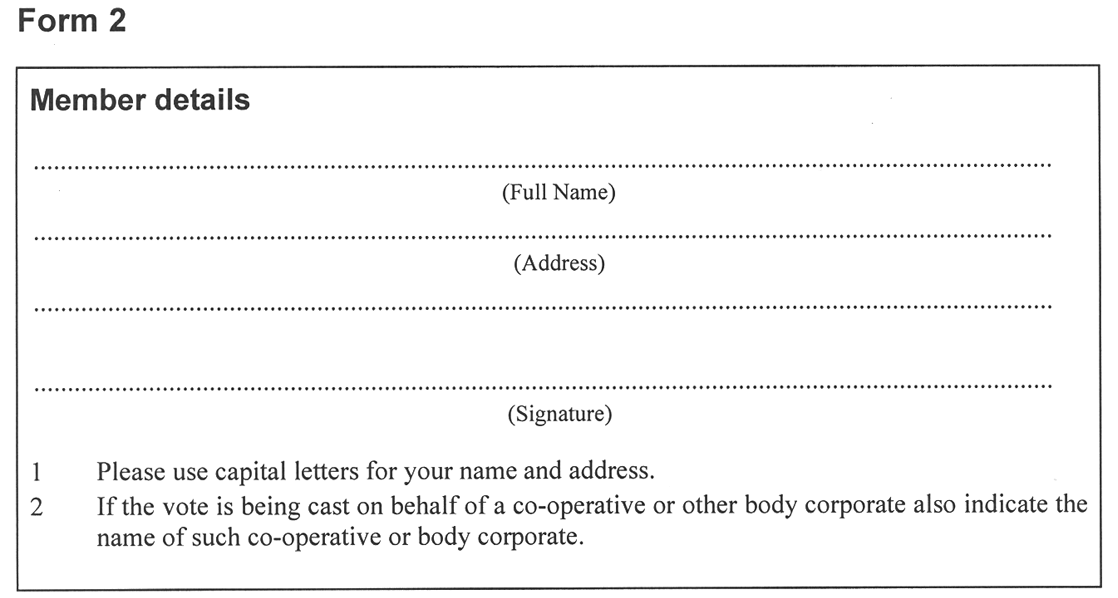 Form 2
Member details
....................................................................................................
(Full Name)
....................................................................................................
(Address)
....................................................................................................
....................................................................................................
(Signature)
1 Please use capital letters for your name and address.
2 If the vote is being cast on behalf of a co-operative or other body corporate also indicate the
name of such co-operative or body corporate.